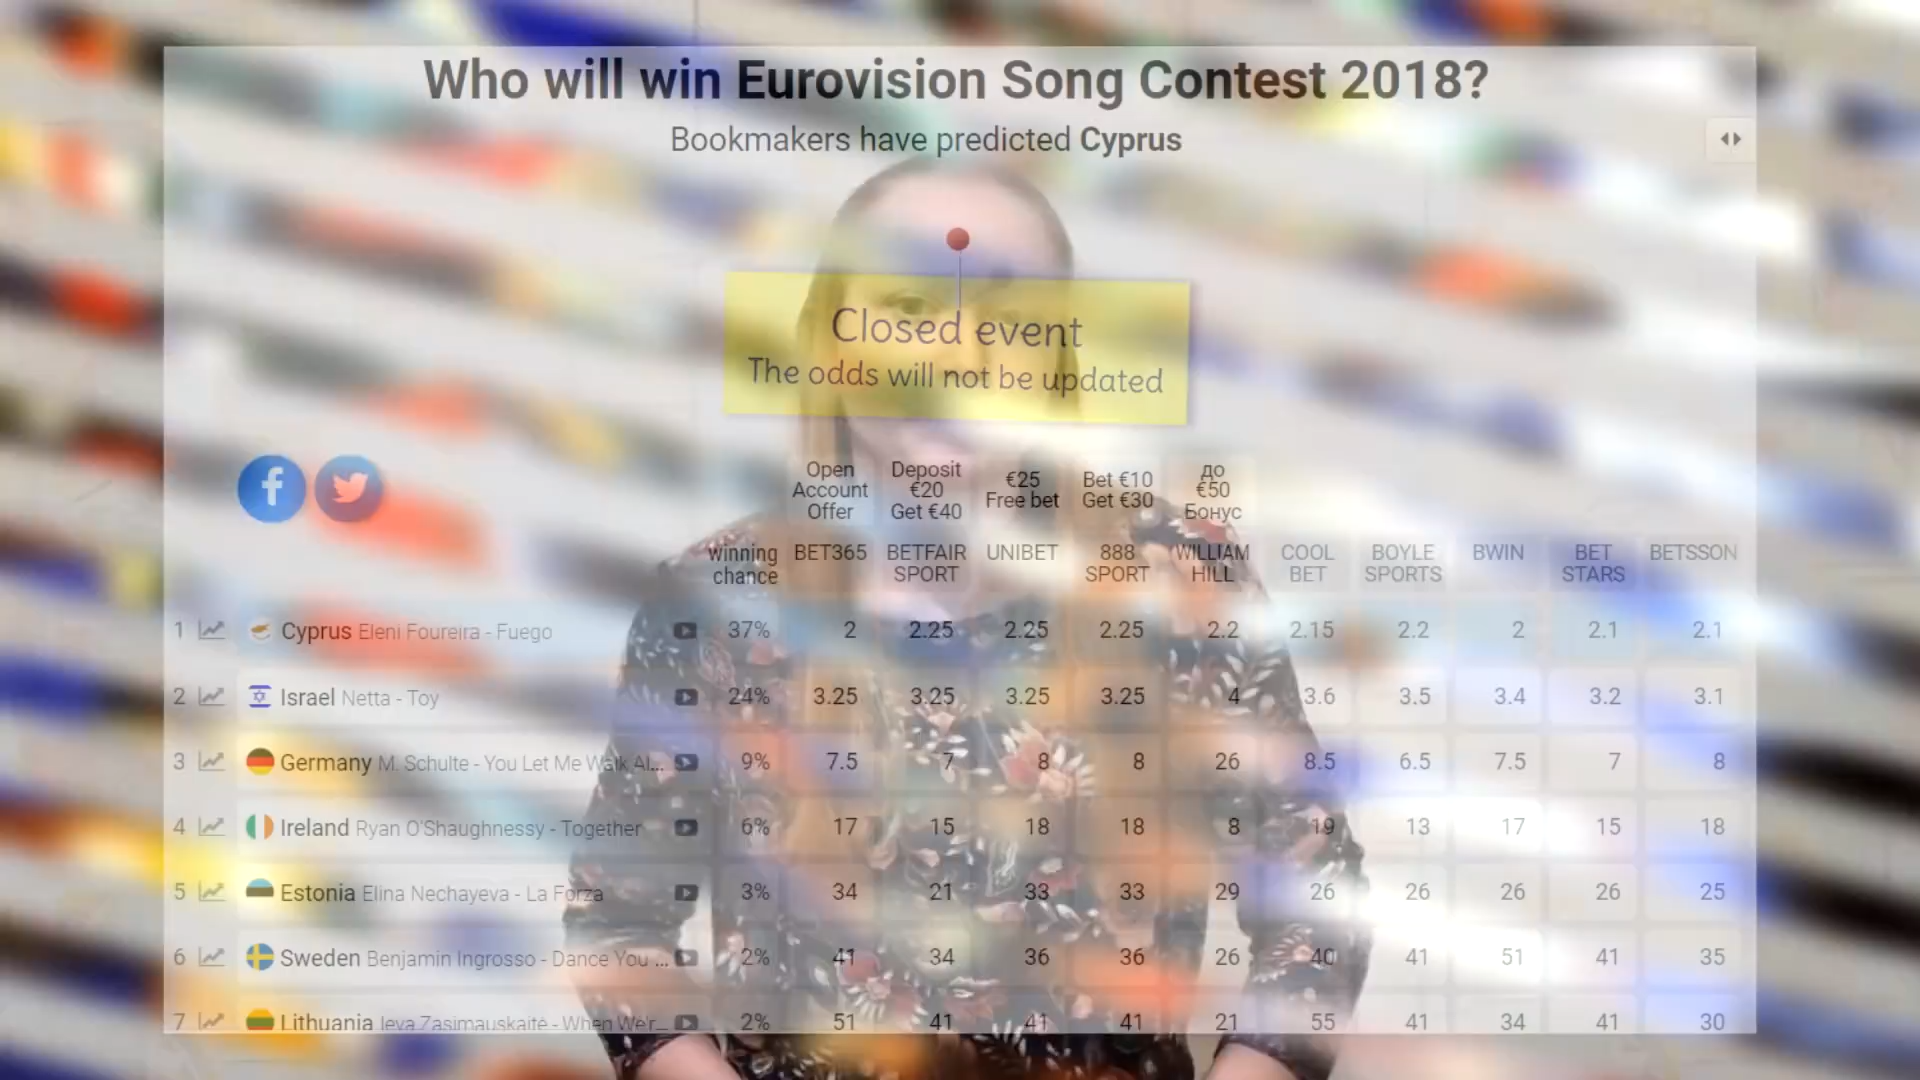 Who will win Eurovision Song Contest 2018?
Bookmakers have predicted Cyprus
Closed event
The odds will not be updated
Open Account Offer
Deposit €20 Get €40
€25 Free bet
Bet €10 Get €30
до €50 Бонус
winning chance BET365 BETFAIR SPORT UNIBET 888 SPORT WILLIAM HILL COOL BET BOYLE SPORTS BWIN BET STARS BETSSON
1 Cyprus Eleni Foureira - Fuego 37% 2 2.25 2.25 2.25 2.2 2.15 2.2 2 2.1 2.1
2 Israel Netta - Toy 24% 3.25 3.25 3.25 3.25 4 3.6 3.5 3.4 3.2 3.1
3 Germany M. Schulte - You Let Me Walk Al... 9% 7.5 7 8 8 26 8.5 6.5 7.5 7 8
4 Ireland Ryan O'Shaughnessy - Together 6% 17 15 18 18 8 19 13 17 15 18
5 Estonia Elina Nechayeva - La Forza 3% 34 21 33 33 29 26 26 26 26 25
6 Sweden Benjamin Ingrosso - Dance You ... 2% 41 34 36 36 26 40 41 51 41 35
7 Lithuania Ieva Zasimauskaitė - When We'r... 2% 51 41 41 41 21 55 41 34 41 30